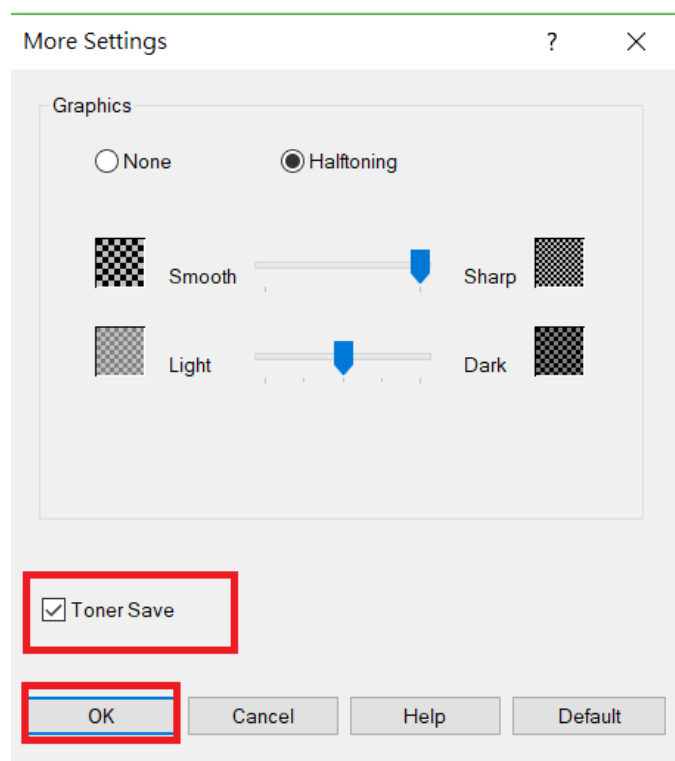 More Settings ?
Graphics
None Halftoning
Smooth Sharp
Light Dark
Toner Save
OK Cancel Help Default